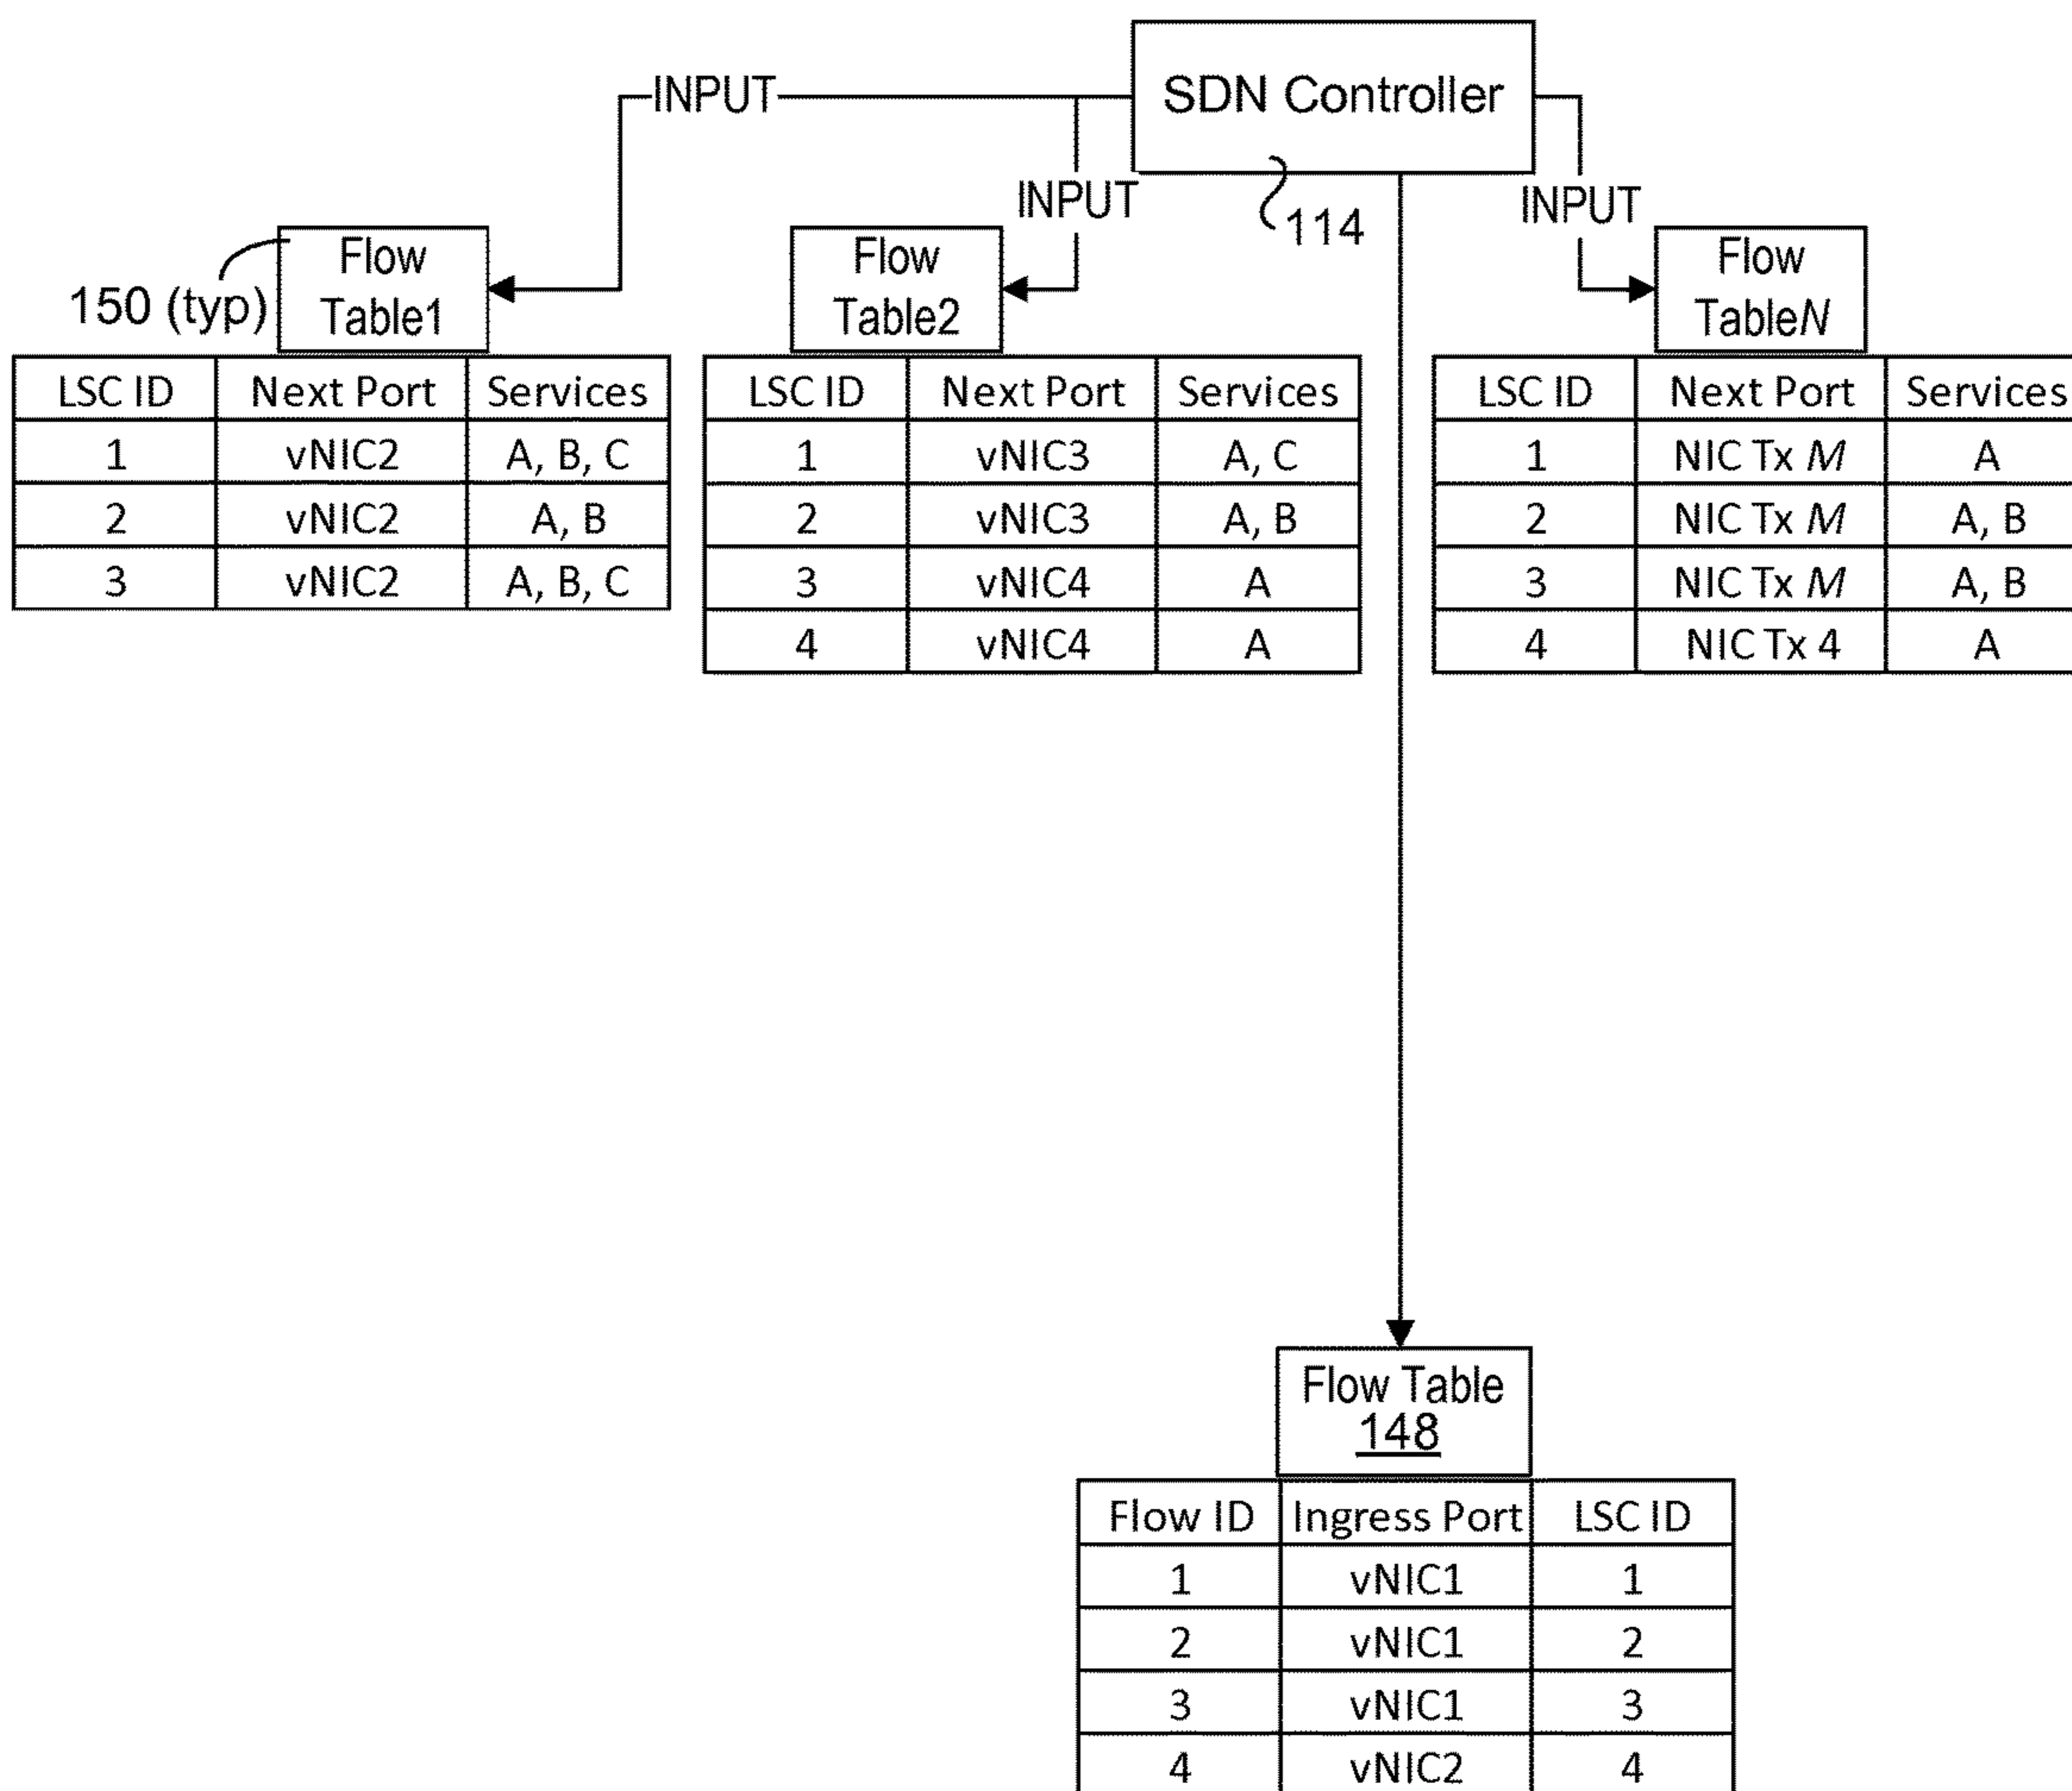 SDN Controller
114
INPUT
INPUT
INPUT
150 (typ)
Flow
Table1
LSC ID Next Port Services
1 vNIC2 A, B, C
2 vNIC2 A, B
3 vNIC2 A, B, C
Flow
Table2
LSC ID Next Port Services
1 vNIC3 A, C
2 vNIC3 A, B
3 vNIC4 A
4 vNIC4 A
Flow
TableN
LSC ID Next Port Services
1 NIC Tx M A
2 NIC Tx M A, B
3 NIC Tx M A, B
4 NIC Tx 4 A
Flow Table
148
Flow ID Ingress Port LSC ID
1 vNIC1 1
2 vNIC1 2
3 vNIC1 3
4 vNIC2 4